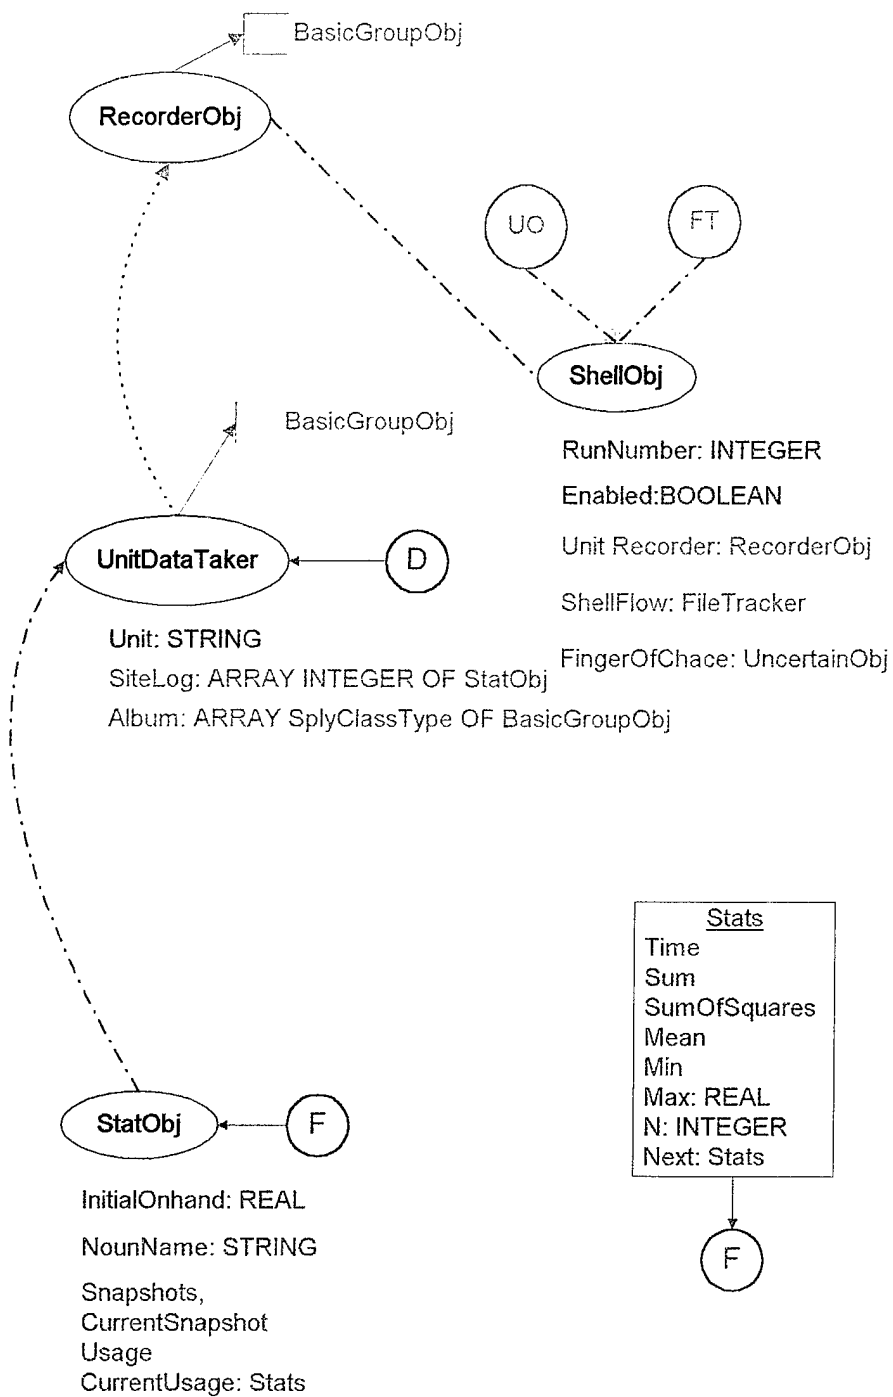 BasicGroupObj
RecorderObj
UO
FT
ShellObj
RunNumber: INTEGER
Enabled:BOOLEAN
Unit Recorder: RecorderObj
ShellFlow: FileTracker
FingerOfChace: UncertainObj
BasicGroupObj
UnitDataTaker
D
Unit: STRING
SiteLog: ARRAY INTEGER OF StatObj
Album: ARRAY SplyClassType OF BasicGroupObj
Stats
Time
Sum
SumOfSquares
Mean
Min
Max: REAL
N: INTEGER
Next: Stats
F
StatObj
F
InitialOnhand: REAL
NounName: STRING
Snapshots,
CurrentSnapshot
Usage
CurrentUsage: Stats